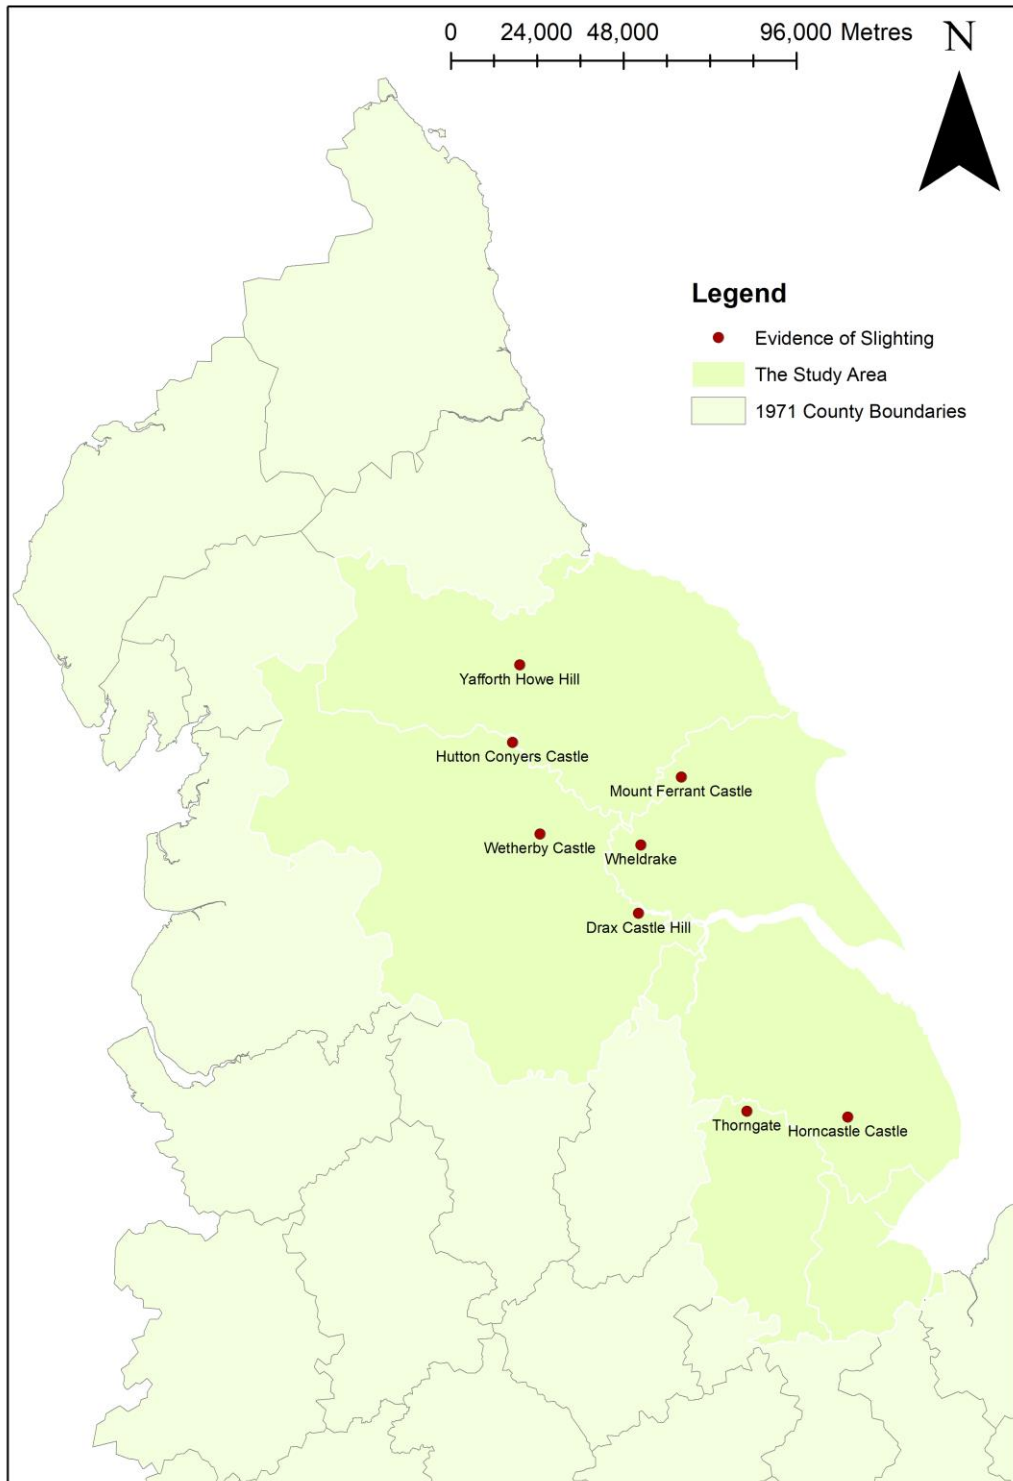 0 24,000 48,000 96,000 Metres
N
Legend
Evidence of Slighting
The Study Area
1971 County Boundaries
Yafforth Howe Hill
Hutton Conyers Castle
Mount Ferrant Castle
Wetherby Castle
Wheldrake
Drax Castle Hill
Thorngate
Horncastle Castle